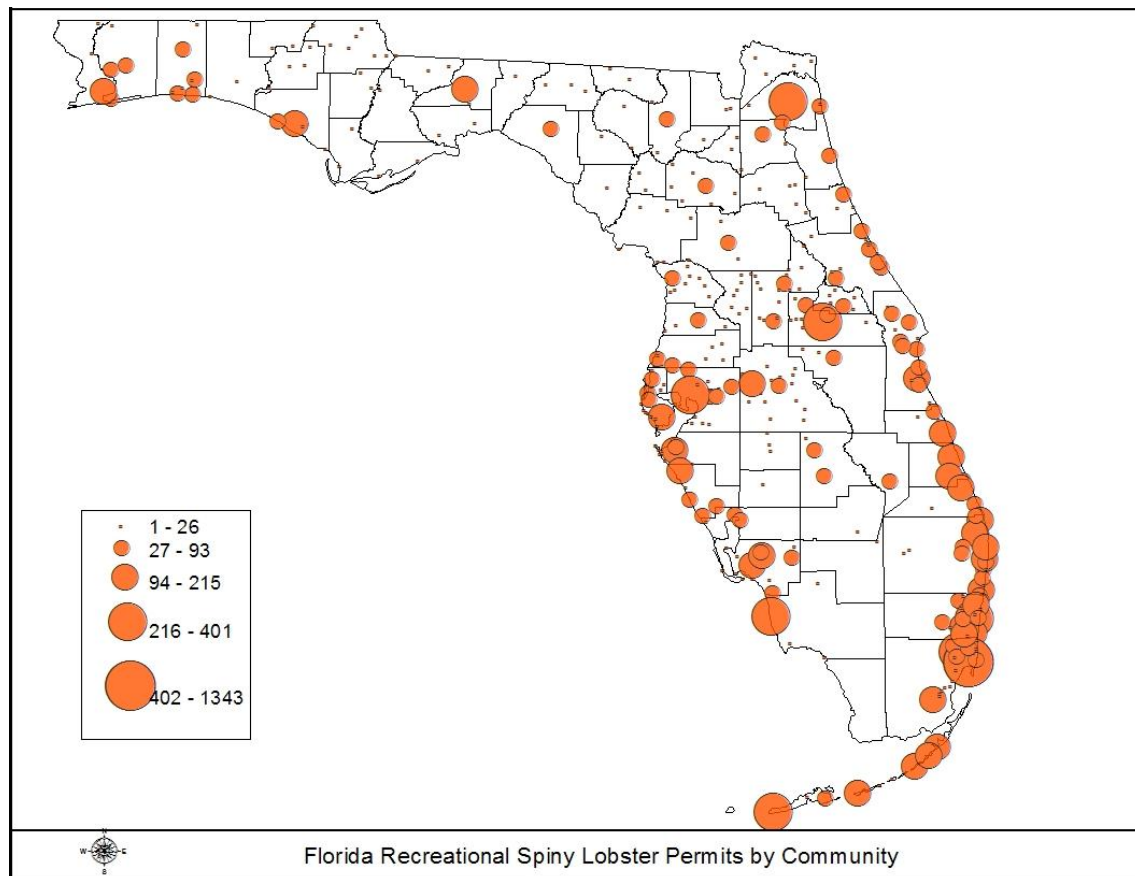 1 - 26
27 - 93
94 - 215
216 - 401
402 - 1343
N
W E
S
Florida Recreational Spiny Lobster Permits by Community